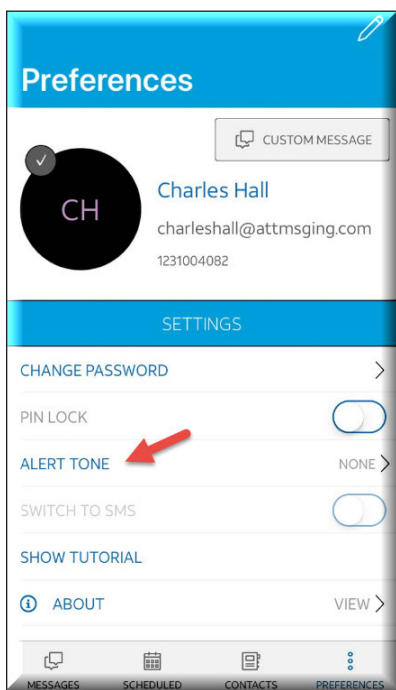 Preferences
CUSTOM MESSAGE
CH
Charles Hall
charleshall@attmsging.com
1231004082
SETTINGS
CHANGE PASSWORD
PIN LOCK
ALERT TONE NONE
SWITCH TO SMS
SHOW TUTORIAL
ABOUT VIEW
MESSAGES SCHEDULED CONTACTS PREFERENCES